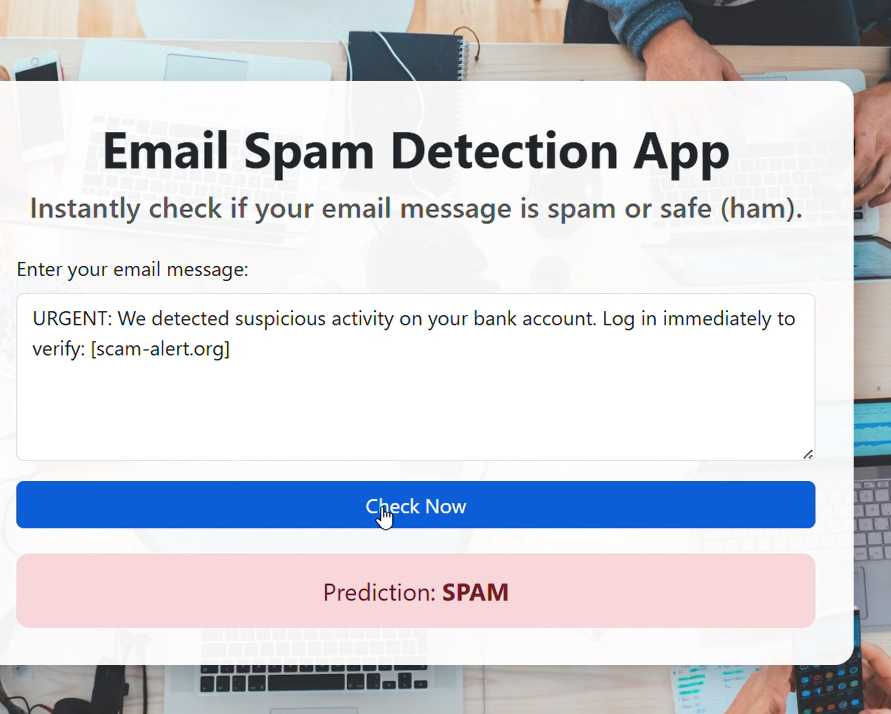 Email Spam Detection App
Instantly check if your email message is spam or safe (ham).
Enter your email message:
URGENT: We detected suspicious activity on your bank account. Log in immediately to
verify: [scam-alert.org]
Check Now
Prediction: SPAM